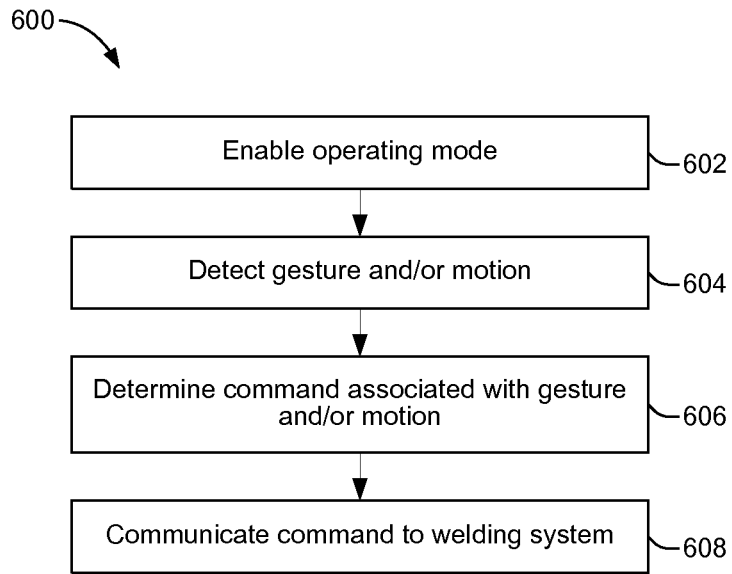 600
Enable operating mode
602
Detect gesture and/or motion
604
Determine command associated with gesture
and/or motion
606
Communicate command to welding system
608